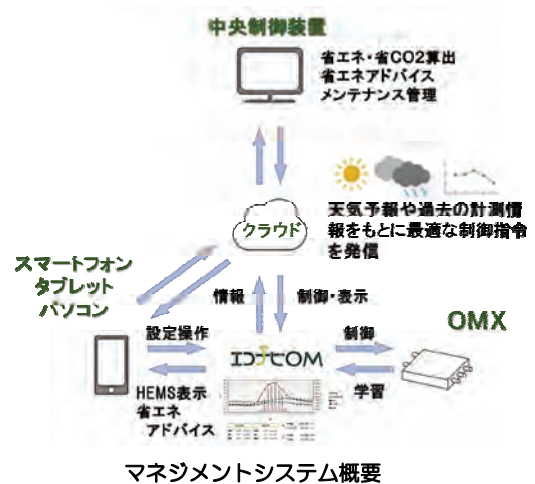 中央制御装置
省エネ・省CO2算出
省エネアドバイス
メンテナンス管理
クラウド
天気予報や過去の計測情
報をもとに最適な制御指令
を発信
スマートフォン
タブレット
パソコン
情報
制御・表示
OMX
設定操作
制御
HEMS表示
省エネ
アドバイス
学習
マネジメントシステム概要